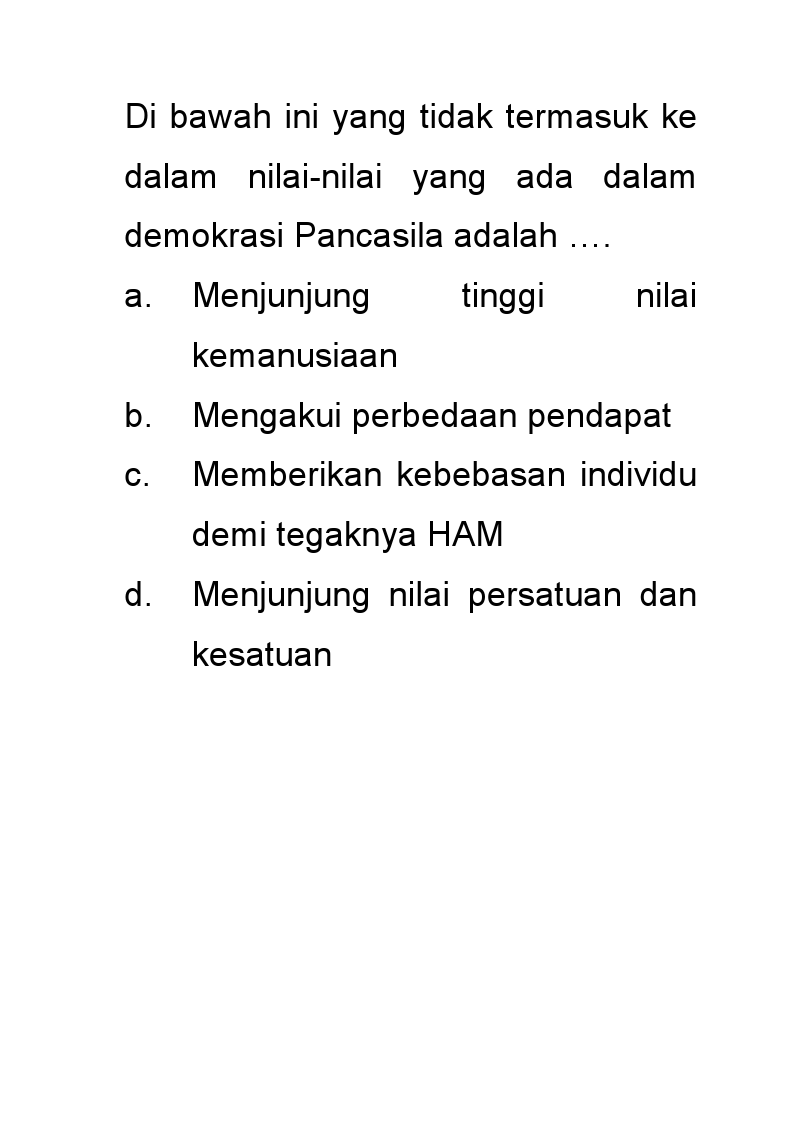 Di bawah ini yang tidak termasuk ke
dalam nilai-nilai yang ada dalam
demokrasi Pancasila adalah ….
a. Menjunjung tinggi nilai
kemanusiaan
b. Mengakui perbedaan pendapat
c. Memberikan kebebasan individu
demi tegaknya HAM
d. Menjunjung nilai persatuan dan
kesatuan